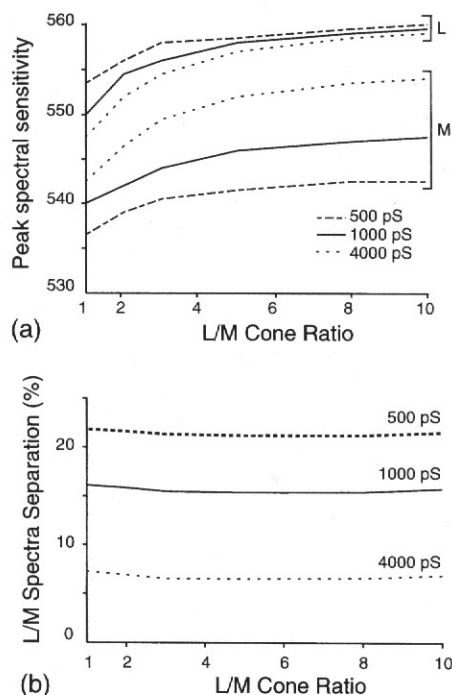 Peak spectral sensitivity
560
550
540
530
L
M
500 pS
1000 pS
4000 pS
1 2 4 6 8 10
L/M Cone Ratio
(a)
L/M Spectra Separation (%)
20
10
0
500 pS
1000 pS
4000 pS
1 2 4 6 8 10
L/M Cone Ratio
(b)